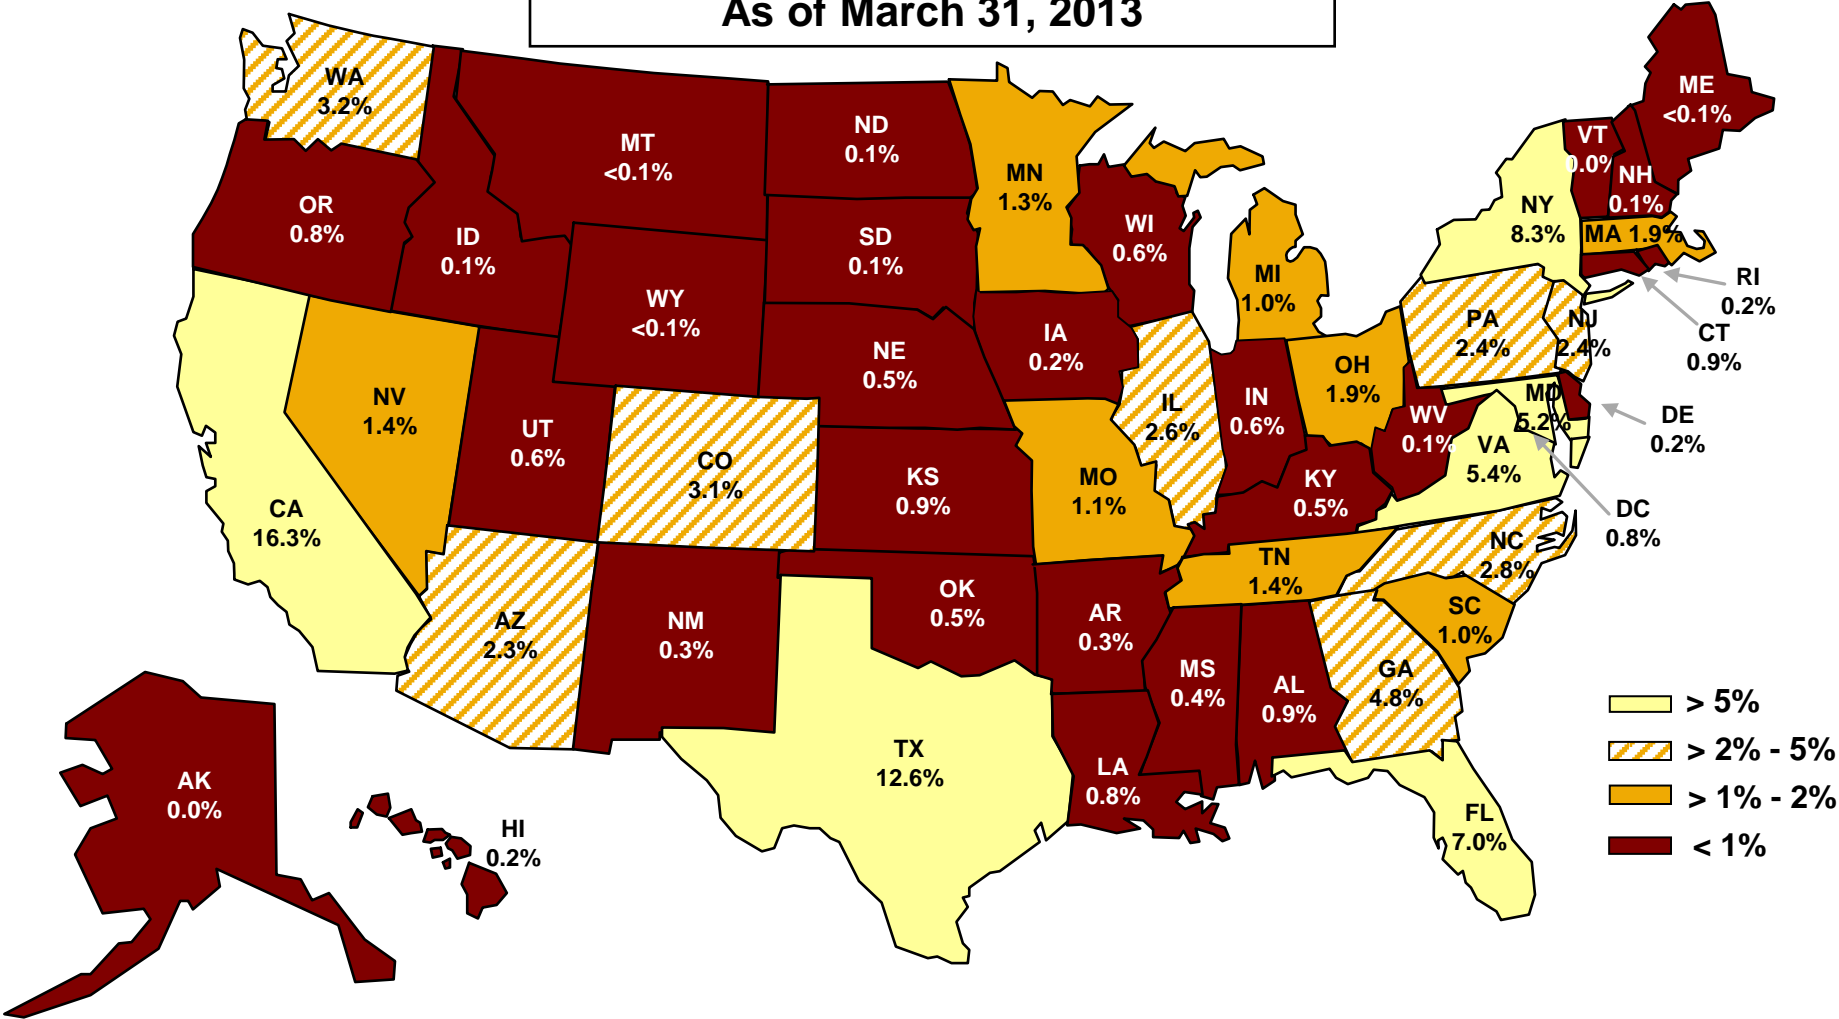 As of March 31, 2013
WA
3.2%
MT
<0.1%
ND
0.1%
MN
1.3%
ME
<0.1%
VT
0.0%
NH
0.1%
OR
0.8%
ID
0.1%
SD
0.1%
WI
0.6%
NY
8.3%
MA 1.9%
MI
1.0%
RI
0.2%
WY
<0.1%
IA
0.2%
PA
2.4%
NJ
2.4%
CT
0.9%
NE
0.5%
OH
1.9%
NV
1.4%
UT
0.6%
IL
2.6%
IN
0.6%
WV
0.1%
MD
5.2%
DE
0.2%
VA
5.4%
CO
3.1%
KS
0.9%
MO
1.1%
KY
0.5%
CA
16.3%
DC
0.8%
NC
2.8%
TN
1.4%
OK
0.5%
AR
0.3%
SC
1.0%
AZ
2.3%
NM
0.3%
MS
0.4%
AL
0.9%
GA
4.8%
TX
12.6%
LA
0.8%
FL
7.0%
AK
0.0%
HI
0.2%
> 5%
> 2% - 5%
> 1% - 2%
< 1%